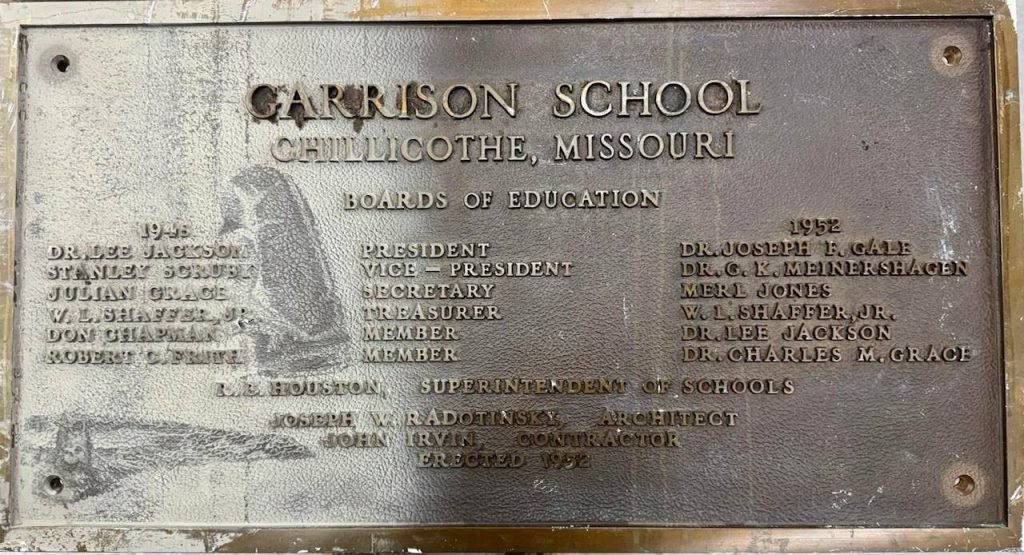 GARRISON SCHOOL
CHILLICOTHE, MISSOURI
BOARDS OF EDUCATION
1948 1952
DR. LEE JACKSON PRESIDENT DR. JOSEPH F. GALE
STANLEY SCRUBY VICE - PRESIDENT DR. G. K. MEINERSHAGEN
JULIAN GRACE SECRETARY MERL JONES
W. L. SHAFFER, JR. TREASURER W. L. SHAFFER, JR.
DON CHAPMAN MEMBER DR. LEE JACKSON
ROBERT C. FRITH MEMBER DR. CHARLES M. GRACE
HOUSTON, SUPERINTENDENT OF SCHOOLS
JOSEPH W. RADOTINSKY, ARCHITECT
JOHN IRVIN, CONTRACTOR
ERECTED 1952